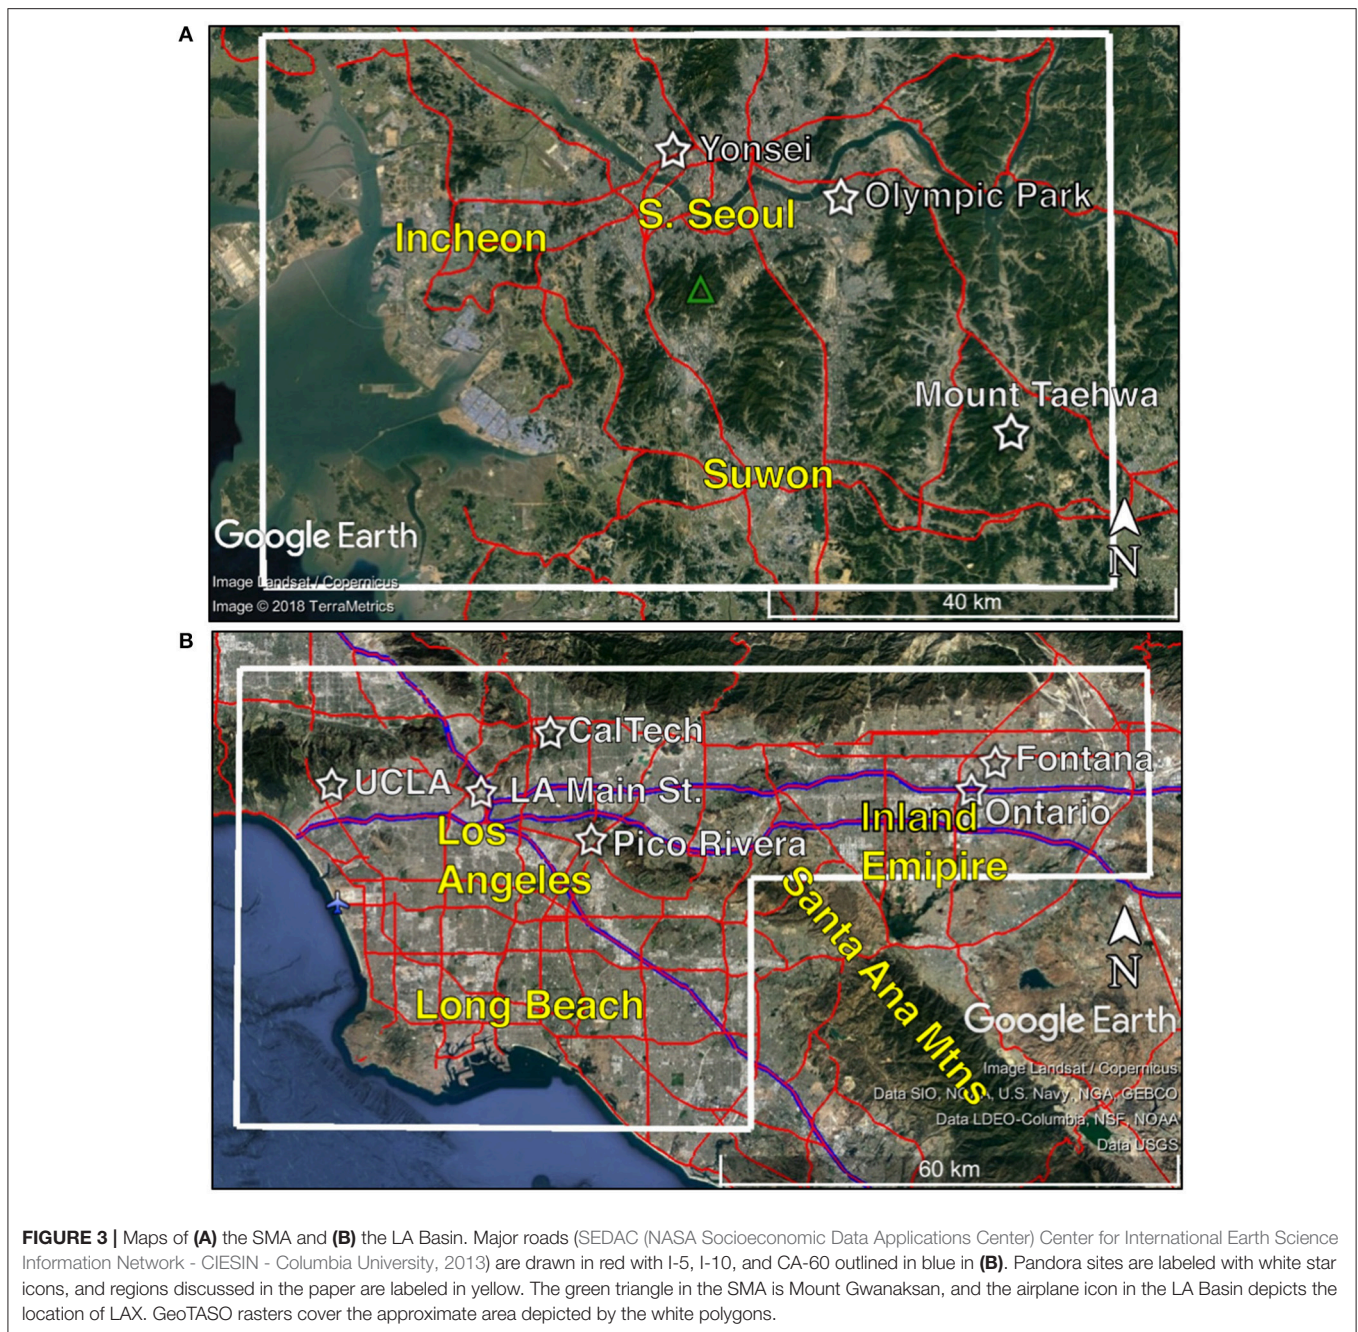 A
Yonsei
Olympic Park
S. Seoul
Incheon
Mount Taehwa
Suwon
Google Earth
N
Image Landsat / Copernicus
Image © 2018 TerraMetrics
40 km
B
CalTech
Fontana
UCLA
LA Main St.
Ontario
Inland
Emipire
Los
Angeles
Pico Rivera
Santa Ana Mtns
N
Long Beach
Google Earth
Image Landsat / Copernicus
Data SIO, NOAA, U.S. Navy, NGA, GEBCO
Data LDEO-Columbia, NSF, NOAA
Data USGS
60 km
FIGURE 3 | Maps of (A) the SMA and (B) the LA Basin. Major roads (SEDAC (NASA Socioeconomic Data Applications Center) Center for International Earth Science
Information Network - CIESIN - Columbia University, 2013) are drawn in red with I-5, I-10, and CA-60 outlined in blue in (B). Pandora sites are labeled with white star
icons, and regions discussed in the paper are labeled in yellow. The green triangle in the SMA is Mount Gwanaksan, and the airplane icon in the LA Basin depicts the
location of LAX. GeoTASO rasters cover the approximate area depicted by the white polygons.